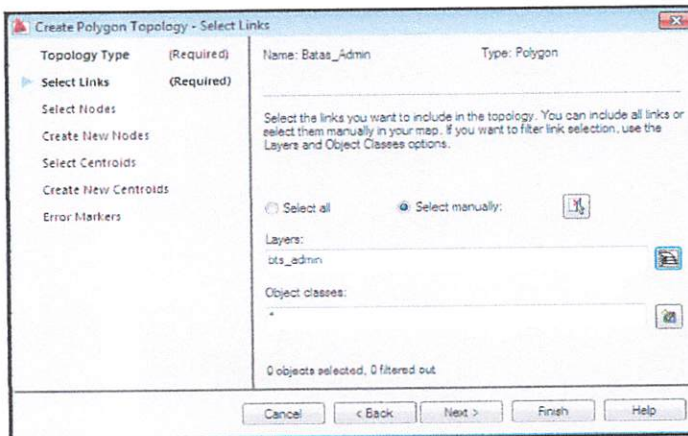 Create Polygon Topology - Select Links
Topology Type (Required)
Select Links (Required)
Select Nodes
Create New Nodes
Select Centroids
Create New Centroids
Error Markers
Name: Batas_Admin Type: Polygon
Select the links you want to include in the topology. You can include all links or
select them manually in your map. If you want to filter link selection, use the
Layers and Object Classes options.
Select all Select manually:
Layers:
bts_admin
Object classes:
*
0 objects selected, 0 filtered out
Cancel < Back Next > Finish Help